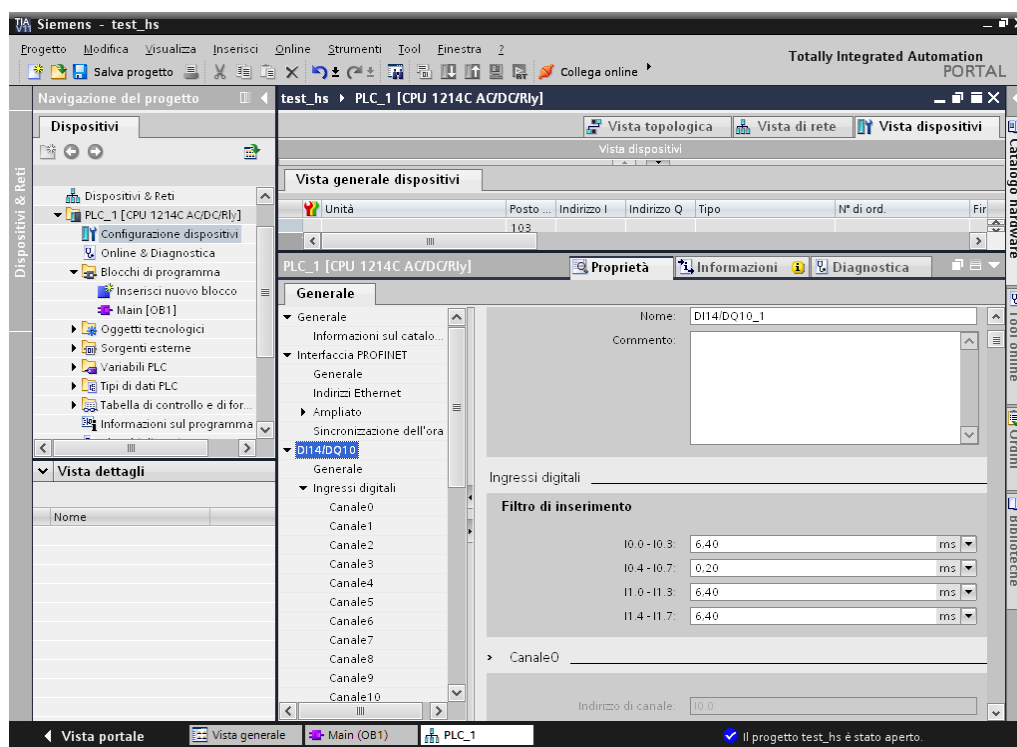 TIA V11 Siemens - test_hs
Progetto Modifica Visualizza Inserisci Online Strumenti Tool Finestra ?
Totally Integrated Automation
PORTAL
Salva progetto Collega online
Navigazione del progetto
test_hs PLC_1 [CPU 1214C AC/DC/Rly]
Dispositivi
Vista topologica Vista di rete Vista dispositivi
Vista dispositivi
Vista generale dispositivi
Unità Posto ... Indirizzo I Indirizzo Q Tipo N° di ord. Fir
103
Dispositivi & Reti
Dispositivi & Reti
PLC_1 [CPU 1214C AC/DC/Rly]
Configurazione dispositivi
Online & Diagnostica
Blocchi di programma
Inserisci nuovo blocco
Main [OB1]
Oggetti tecnologici
Sorgenti esterne
Variabili PLC
Tipi di dati PLC
Tabella di controllo e di for...
Informazioni sul programma
Vista dettagli
Nome
PLC_1 [CPU 1214C AC/DC/Rly]
Proprietà Informazioni Diagnostica
Generale
Generale
Informazioni sul catalo...
Interfaccia PROFINET
Generale
Indirizzi Ethernet
Ampliato
Sincronizzazione dell'ora
DI14/DQ10
Generale
Ingressi digitali
Canale0
Canale1
Canale2
Canale3
Canale4
Canale5
Canale6
Canale7
Canale8
Canale9
Canale10
Nome: DI14/DQ10_1
Commento:
Ingressi digitali
Filtro di inserimento
I0.0 - I0.3: 6,40 ms
I0.4 - I0.7: 0,20 ms
I1.0 - I1.3: 6,40 ms
I1.4 - I1.7: 6,40 ms
Canale0
Indirizzo di canale: I0.0
Catalogo hardware
Tool online
Ordini
Biblioteche
Vista portale Vista generale Main (OB1) PLC_1 Il progetto test_hs è stato aperto.